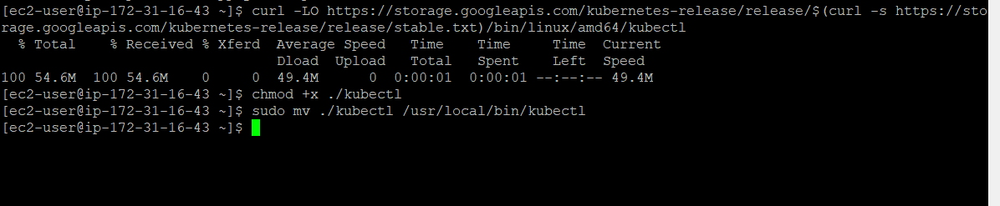 [ec2-user@ip-172-31-16-43 ~]$ curl -LO https://storage.googleapis.com/kubernetes-release/release/$(curl -s https://sto
rage.googleapis.com/kubernetes-release/release/stable.txt)/bin/linux/amd64/kubectl
  % Total    % Received % Xferd  Average Speed   Time    Time     Time  Current
                                 Dload  Upload   Total   Spent    Left  Speed
100 54.6M  100 54.6M    0     0  49.4M      0  0:00:01  0:00:01 --:--:-- 49.4M
[ec2-user@ip-172-31-16-43 ~]$ chmod +x ./kubectl
[ec2-user@ip-172-31-16-43 ~]$ sudo mv ./kubectl /usr/local/bin/kubectl
[ec2-user@ip-172-31-16-43 ~]$